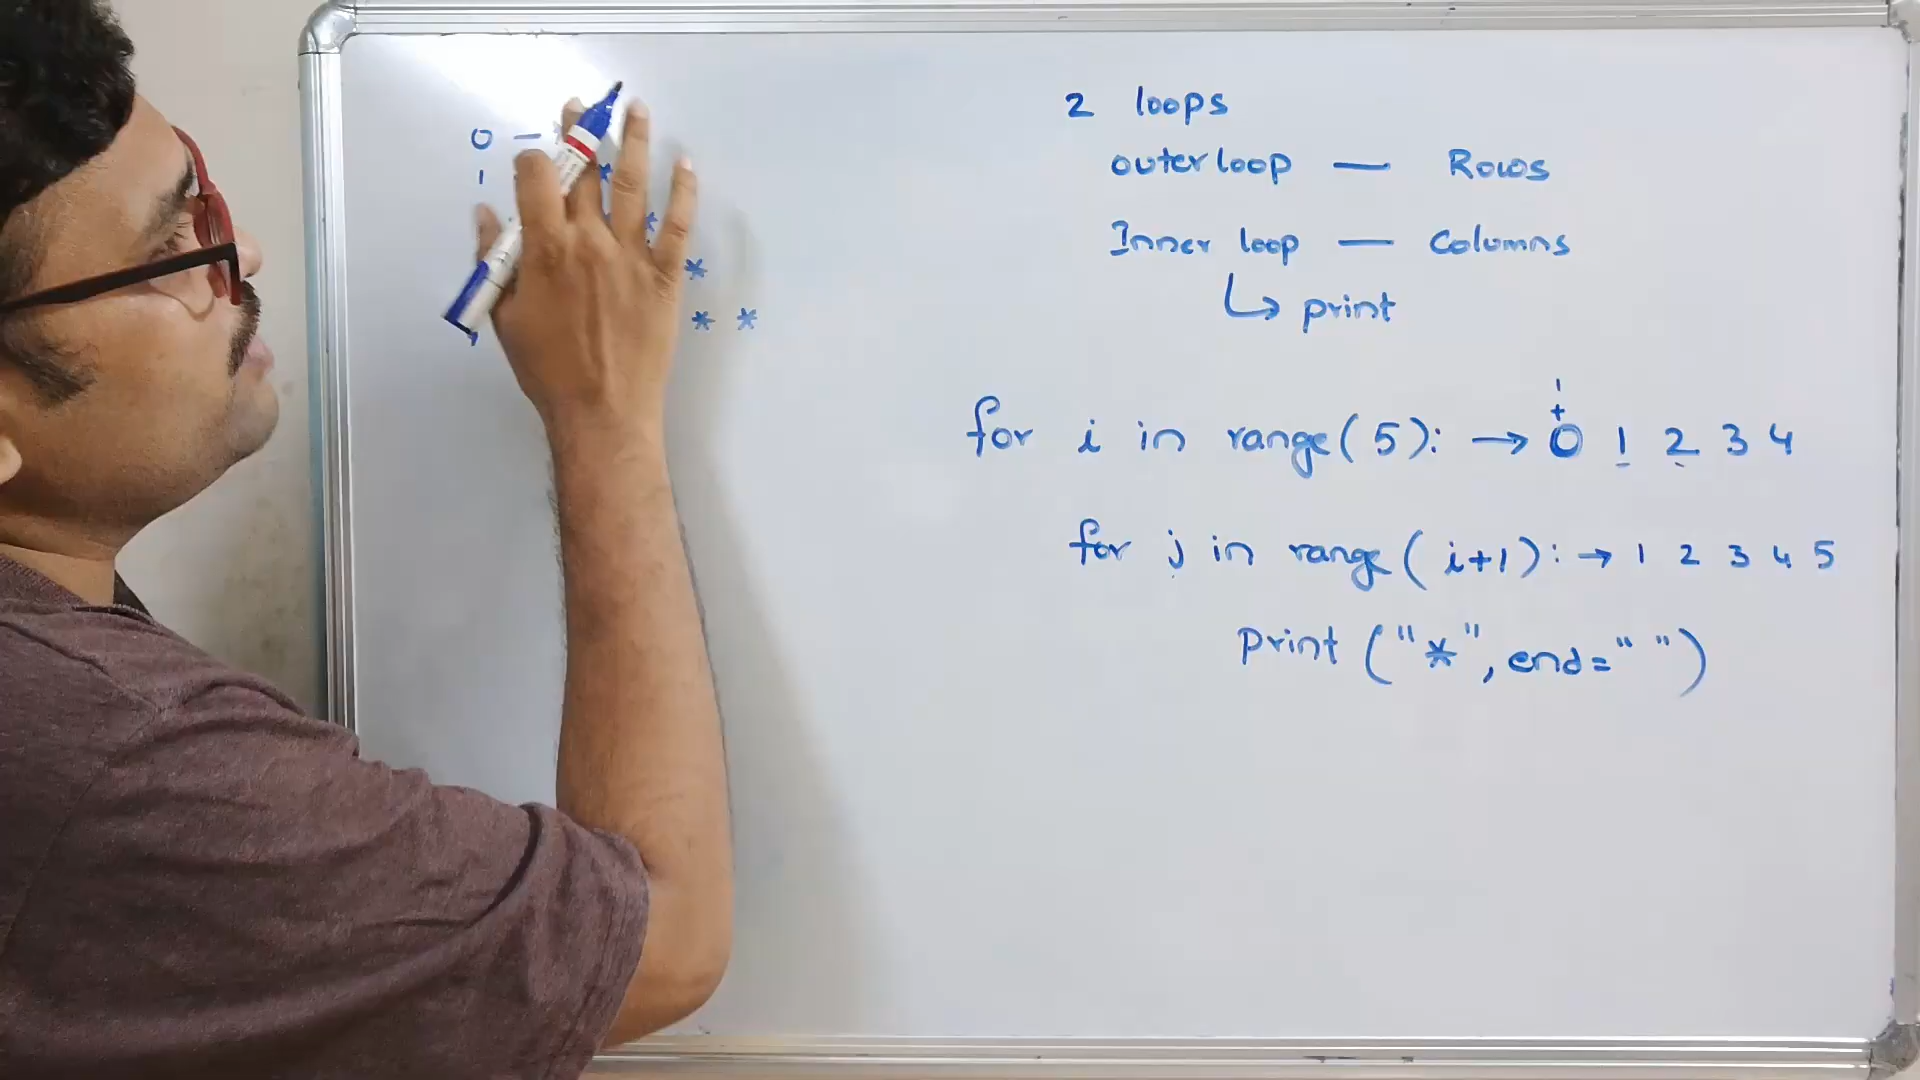 0 —
1 *
*
*
* *
2 loops
outer loop — Rows
Inner loop — Columns
↳ print
1
+
for i in range(5): → 0 1 2 3 4
for j in range(i+1): → 1 2 3 4 5
print ("*", end=" ")